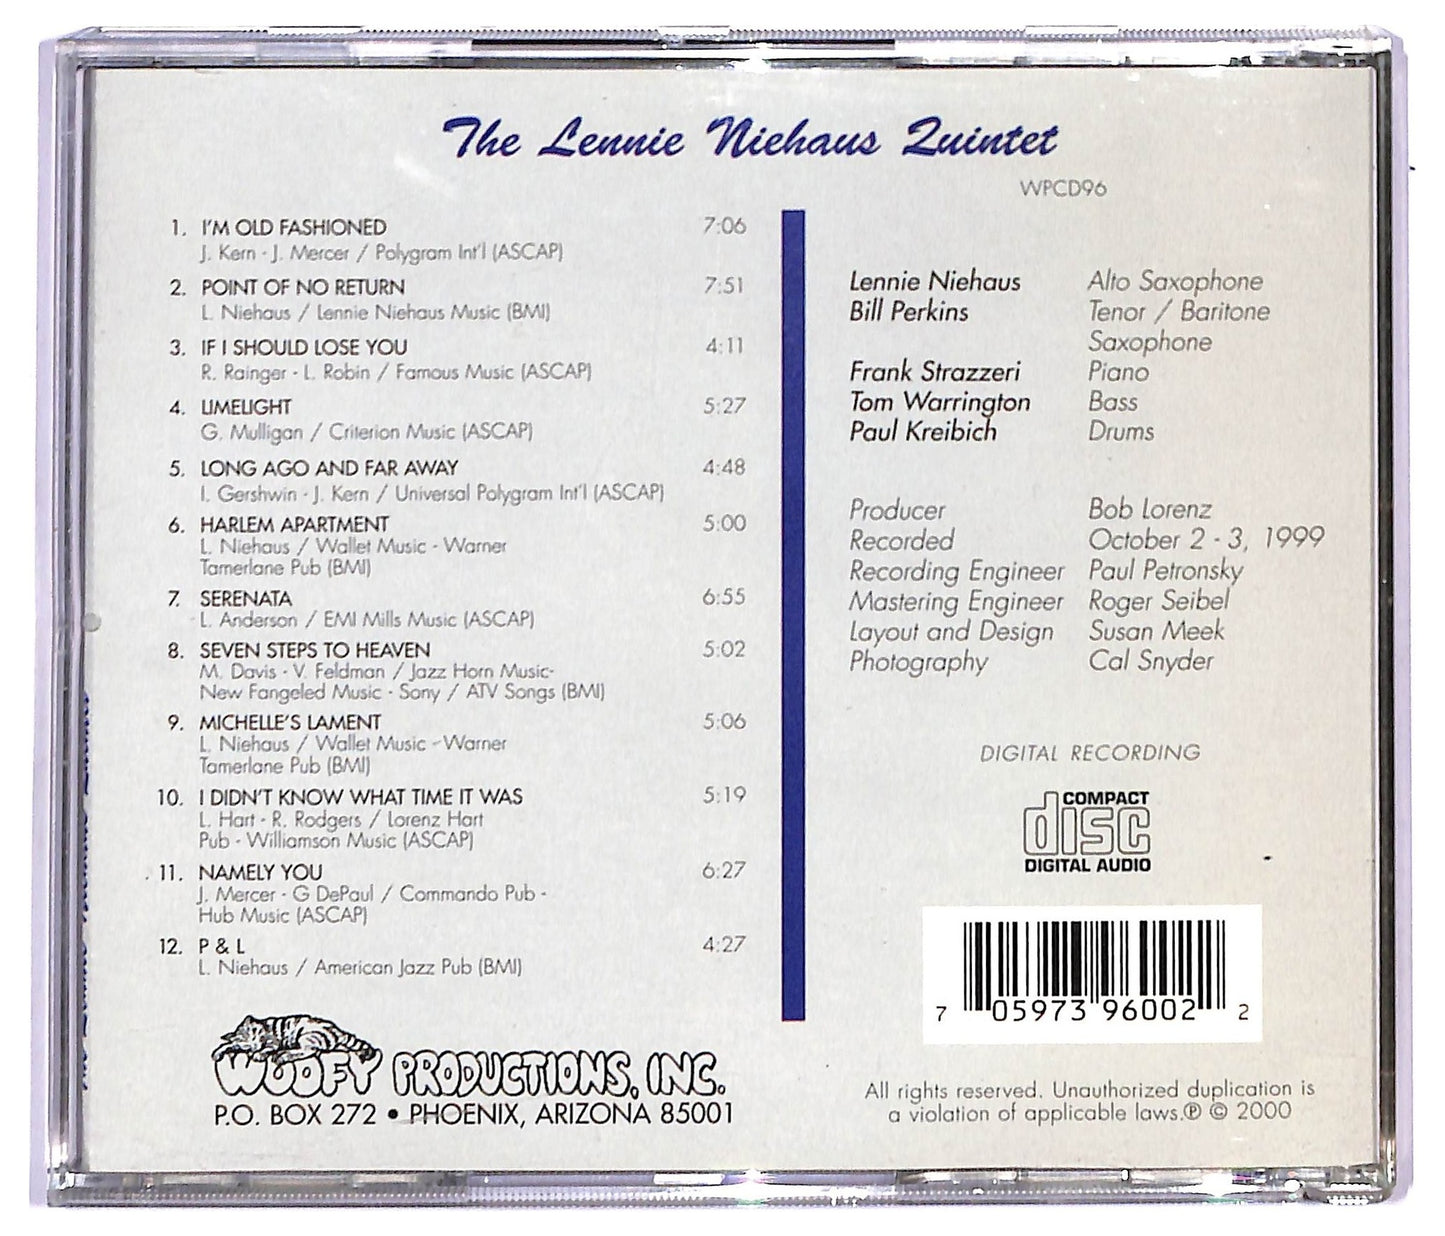 The Lennie Niehaus Quintet
WPCD96
1. I'M OLD FASHIONED 7:06
J. Kern - J. Mercer / Polygram Int'l (ASCAP)
2. POINT OF NO RETURN 7:51
L. Niehaus / Lennie Niehaus Music (BMI)
3. IF I SHOULD LOSE YOU 4:11
R. Rainger - L. Robin / Famous Music (ASCAP)
4. LIMELIGHT 5:27
G. Mulligan / Criterion Music (ASCAP)
5. LONG AGO AND FAR AWAY 4:48
I. Gershwin - J. Kern / Universal Polygram Int'l (ASCAP)
6. HARLEM APARTMENT 5:00
L. Niehaus / Wallet Music - Warner
Tamerlane Pub (BMI)
7. SERENATA 6:55
L. Anderson / EMI Mills Music (ASCAP)
8. SEVEN STEPS TO HEAVEN 5:02
M. Davis - V. Feldman / Jazz Horn Music-
New Fangeled Music - Sony / ATV Songs (BMI)
9. MICHELLE'S LAMENT 5:06
L. Niehaus / Wallet Music - Warner
Tamerlane Pub (BMI)
10. I DIDN'T KNOW WHAT TIME IT WAS 5:19
L. Hart - R. Rodgers / Lorenz Hart
Pub - Williamson Music (ASCAP)
11. NAMELY YOU 6:27
J. Mercer - G DePaul / Commando Pub -
Hub Music (ASCAP)
12. P & L 4:27
L. Niehaus / American Jazz Pub (BMI)
WOOFY PRODUCTIONS, INC.
P.O. BOX 272 • PHOENIX, ARIZONA 85001
Lennie Niehaus Alto Saxophone
Bill Perkins Tenor / Baritone
Saxophone
Frank Strazzeri Piano
Tom Warrington Bass
Paul Kreibich Drums
Producer Bob Lorenz
Recorded October 2 - 3, 1999
Recording Engineer Paul Petronsky
Mastering Engineer Roger Seibel
Layout and Design Susan Meek
Photography Cal Snyder
DIGITAL RECORDING
COMPACT
disc
DIGITAL AUDIO
7 05973 96002 2
All rights reserved. Unauthorized duplication is
a violation of applicable laws.℗ © 2000